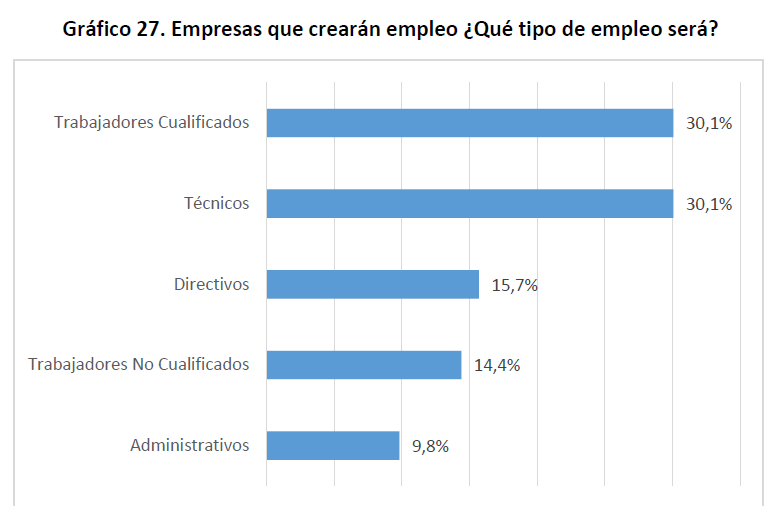 Gráfico 27. Empresas que crearán empleo ¿Qué tipo de empleo será?
Trabajadores Cualificados 30,1%
Técnicos 30,1%
Directivos 15,7%
Trabajadores No Cualificados 14,4%
Administrativos 9,8%